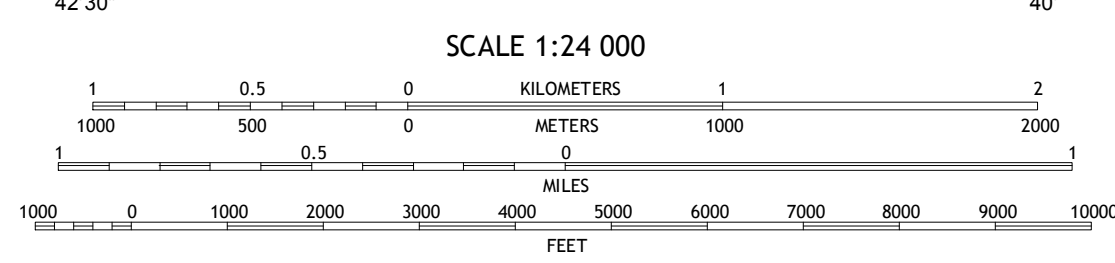 42'30" 40'
SCALE 1:24 000
1 0.5 0 KILOMETERS 1 2
1000 500 0 METERS 1000 2000
1 0.5 0 1
MILES
1000 0 1000 2000 3000 4000 5000 6000 7000 8000 9000 10000
FEET